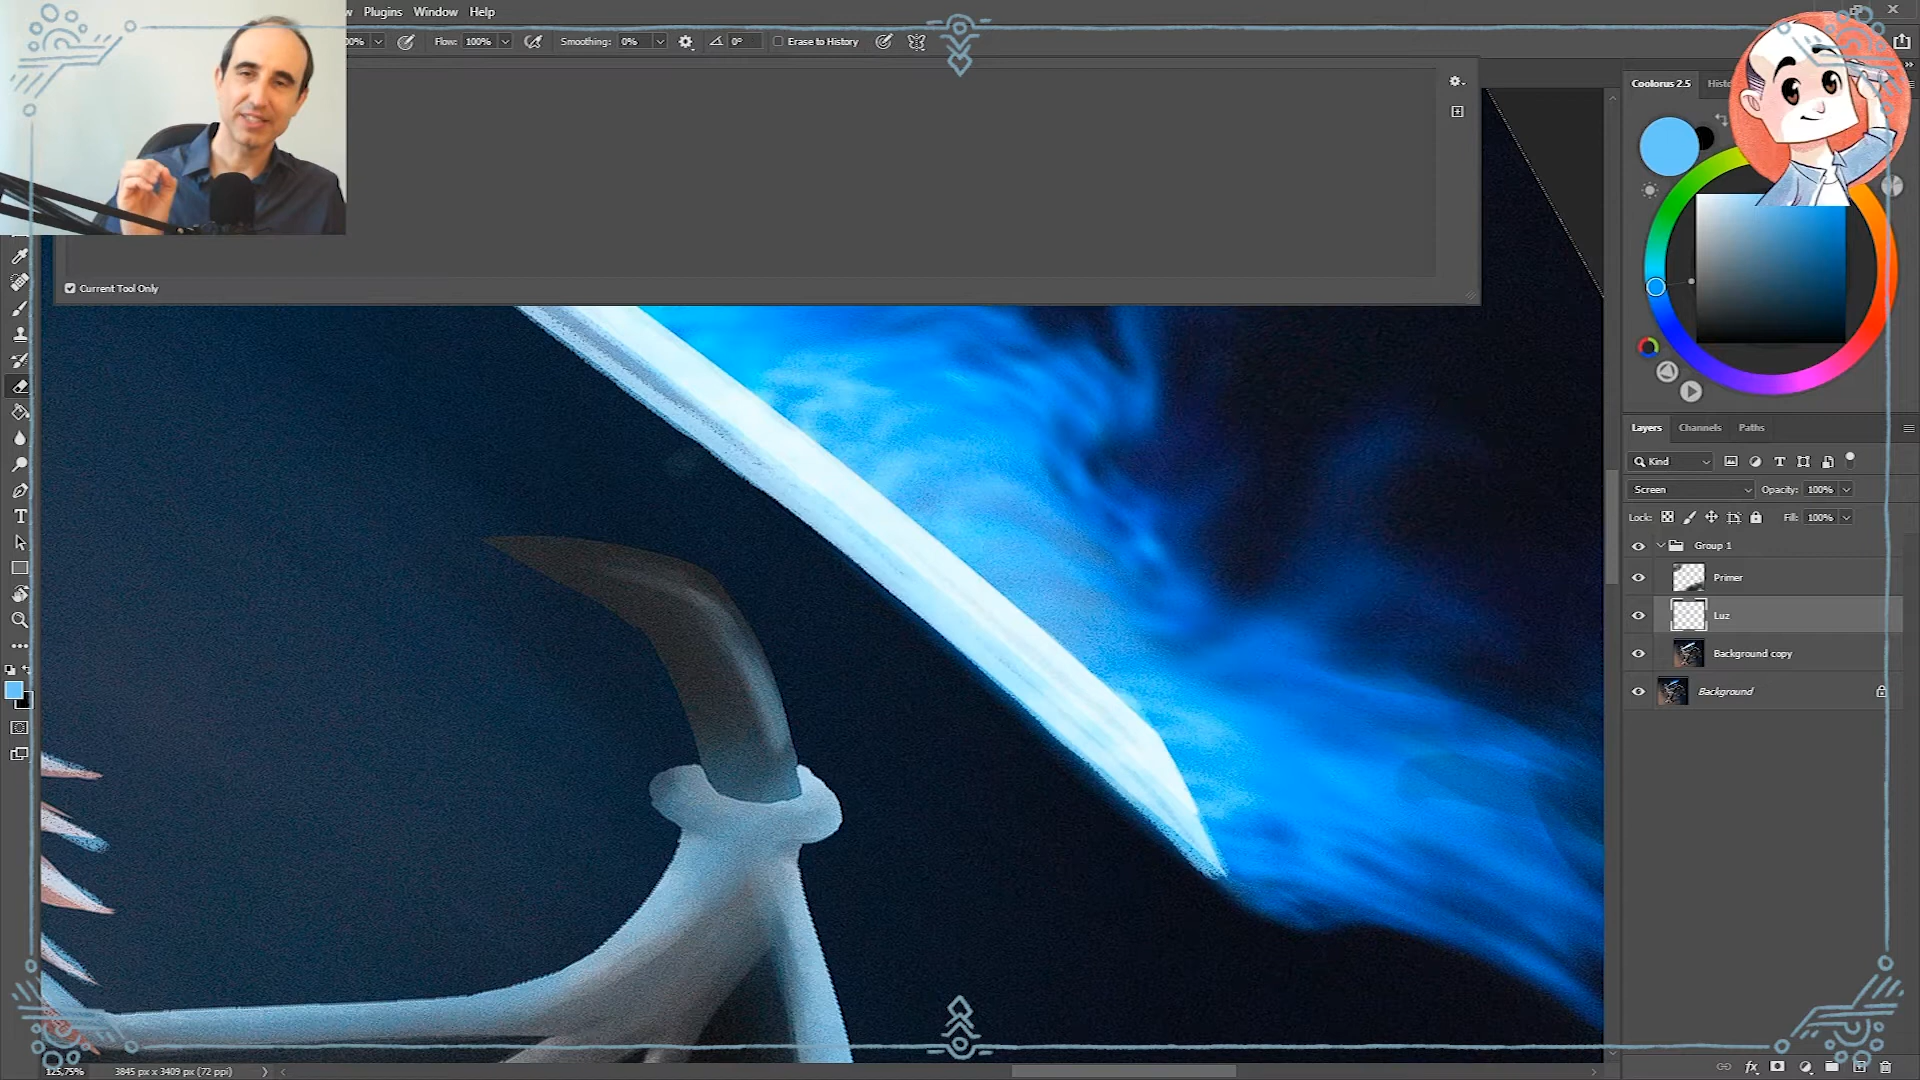 Plugins Window Help
Flow: 100% Smoothing: 0% 0° Erase to History
Coolorus 2.5
Current Tool Only
Layers Channels Paths
Kind
Screen Opacity: 100%
Lock: Fill: 100%
Group 1
Primer
Luz
Background copy
Background
125,75% 3845 px x 3409 px (72 ppi)